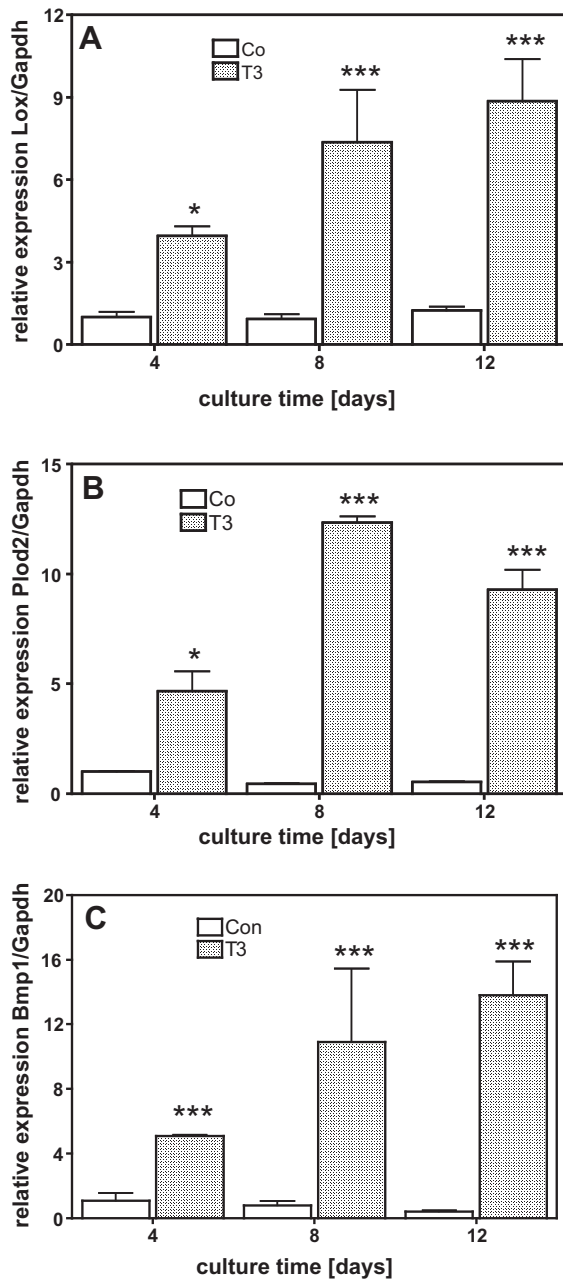 A
Co
T3
relative expression Lox/Gapdh
12
9
6
3
0
*
***
***
4 8 12
culture time [days]
B
Co
T3
relative expression Plod2/Gapdh
15
10
5
0
*
***
***
4 8 12
culture time [days]
C
Con
T3
relative expression Bmp1/Gapdh
20
16
12
8
4
0
***
***
***
4 8 12
culture time [days]